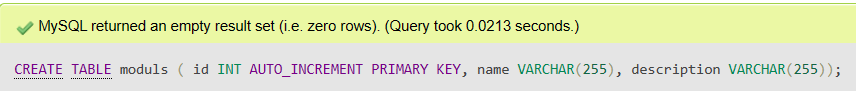 MySQL returned an empty result set (i.e. zero rows). (Query took 0.0213 seconds.)
CREATE TABLE moduls ( id INT AUTO_INCREMENT PRIMARY KEY, name VARCHAR(255), description VARCHAR(255));